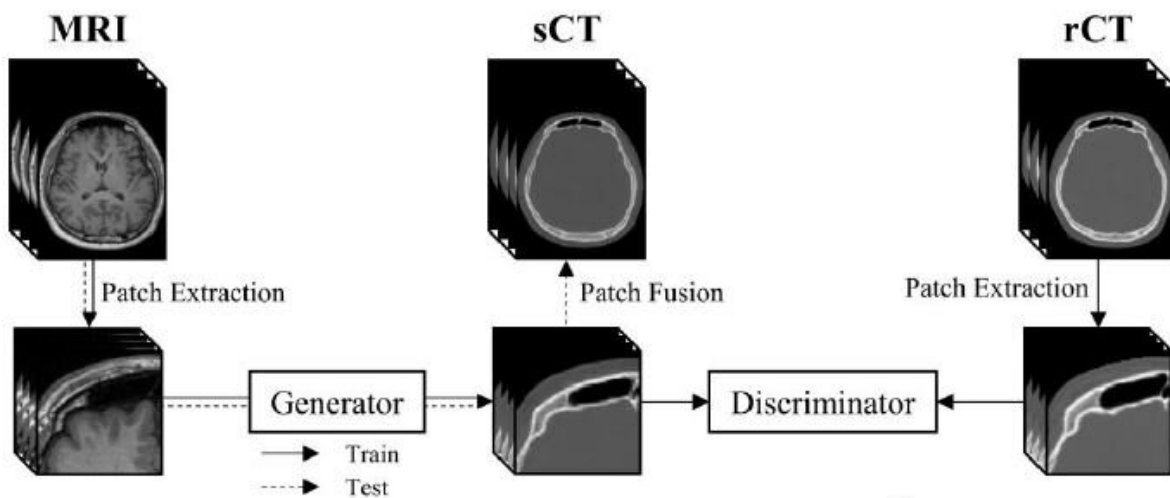 MRI
sCT
rCT
Patch Extraction
Patch Fusion
Patch Extraction
Generator
Discriminator
Train
Test